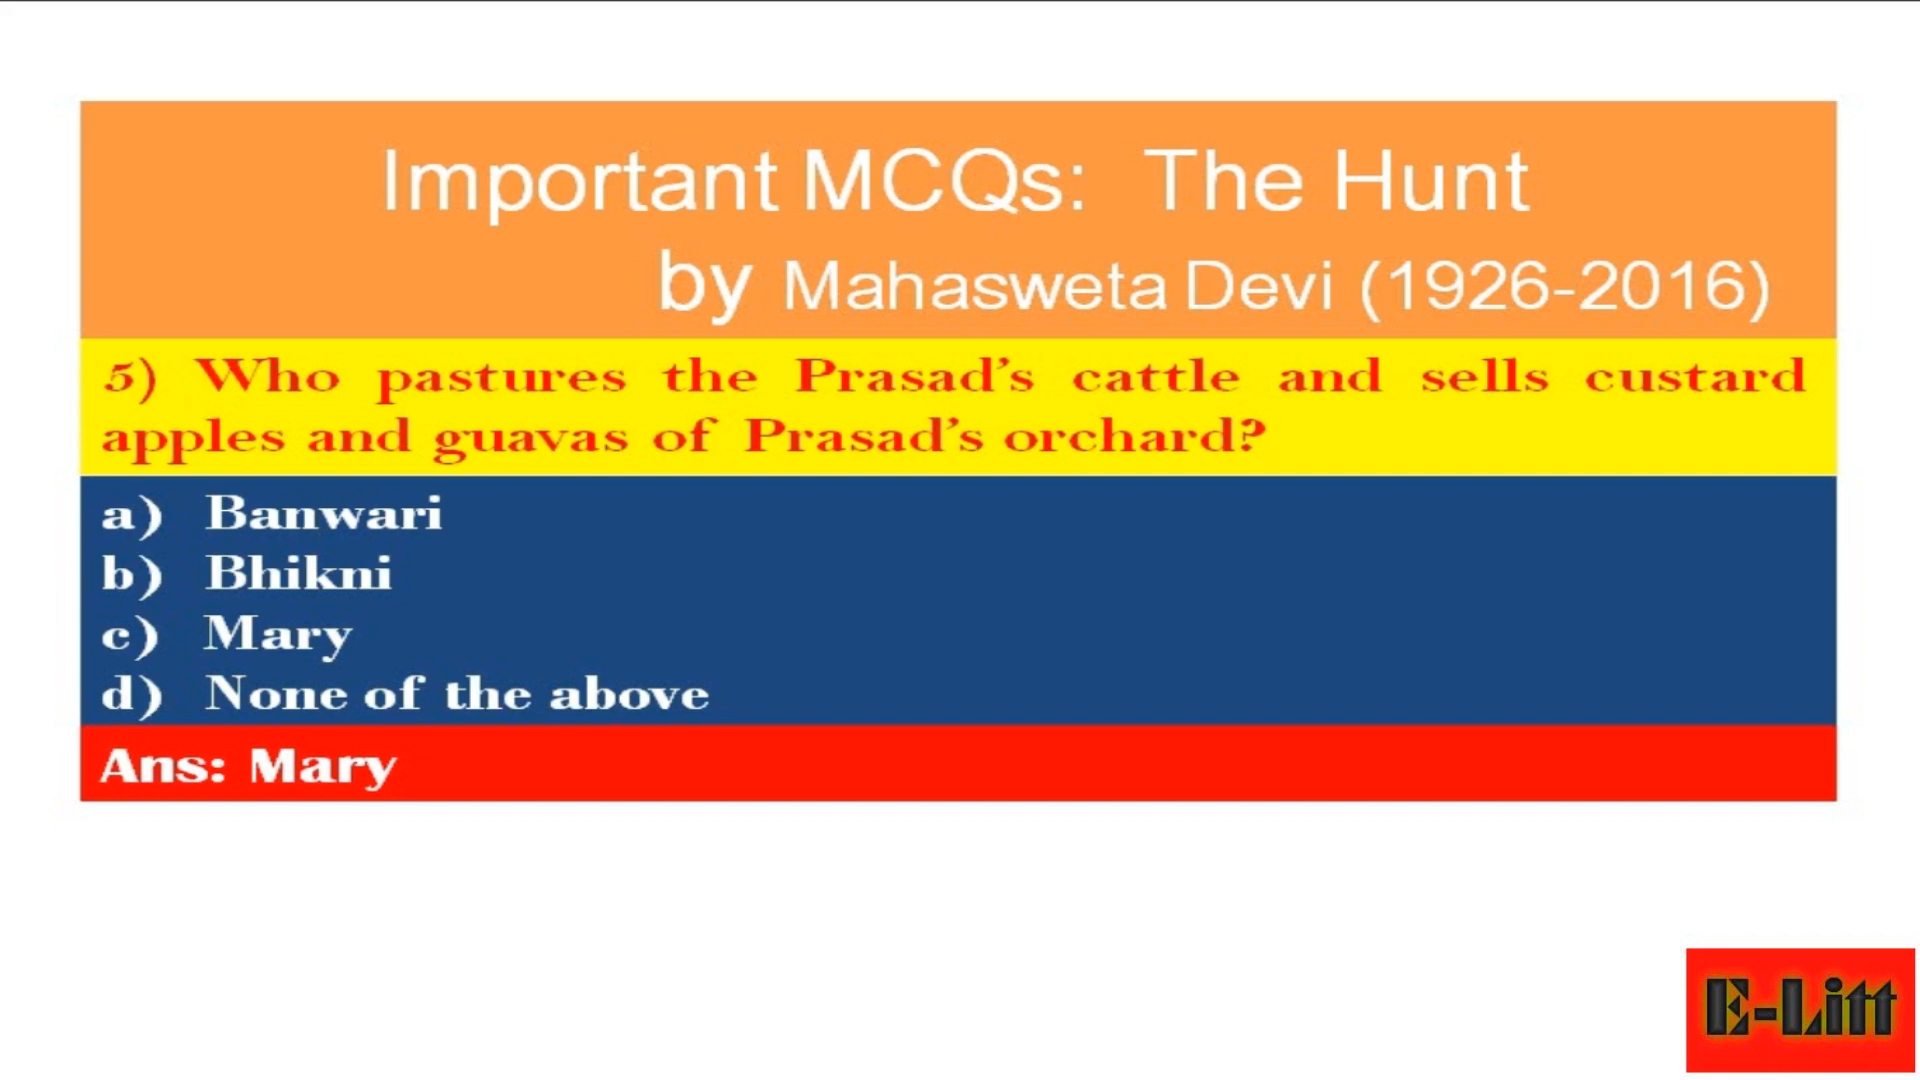 Important MCQs: The Hunt
by Mahasweta Devi (1926-2016)
5) Who pastures the Prasad's cattle and sells custard
apples and guavas of Prasad's orchard?
a) Banwari
b) Bhikni
c) Mary
d) None of the above
Ans: Mary
E-Litt